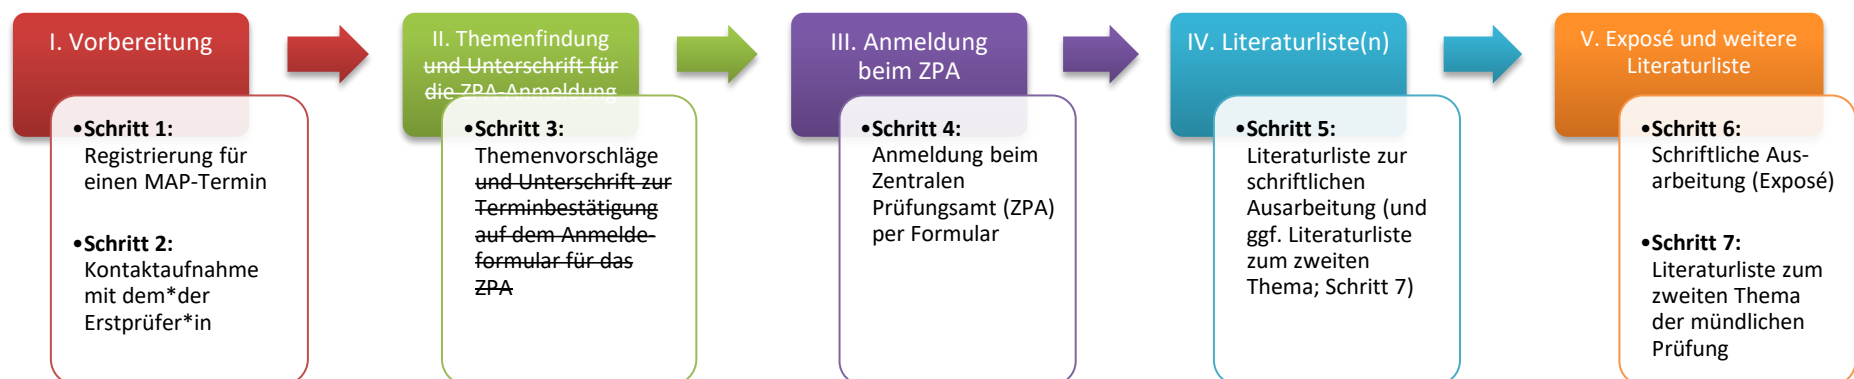 I. Vorbereitung
•Schritt 1:
Registrierung für
einen MAP-Termin
•Schritt 2:
Kontaktaufnahme
mit dem*der
Erstprüfer*in
II. Themenfindung
und Unterschrift für
die ZPA-Anmeldung
•Schritt 3:
Themenvorschläge
und Unterschrift zur
Terminbestätigung
auf dem Anmelde-
formular für das
ZPA
III. Anmeldung
beim ZPA
•Schritt 4:
Anmeldung beim
Zentralen
Prüfungsamt (ZPA)
per Formular
IV. Literaturliste(n)
•Schritt 5:
Literaturliste zur
schriftlichen
Ausarbeitung (und
ggf. Literaturliste
zum zweiten
Thema; Schritt 7)
V. Exposé und weitere
Literaturliste
•Schritt 6:
Schriftliche Aus-
arbeitung (Exposé)
•Schritt 7:
Literaturliste zum
zweiten Thema
der mündlichen
Prüfung